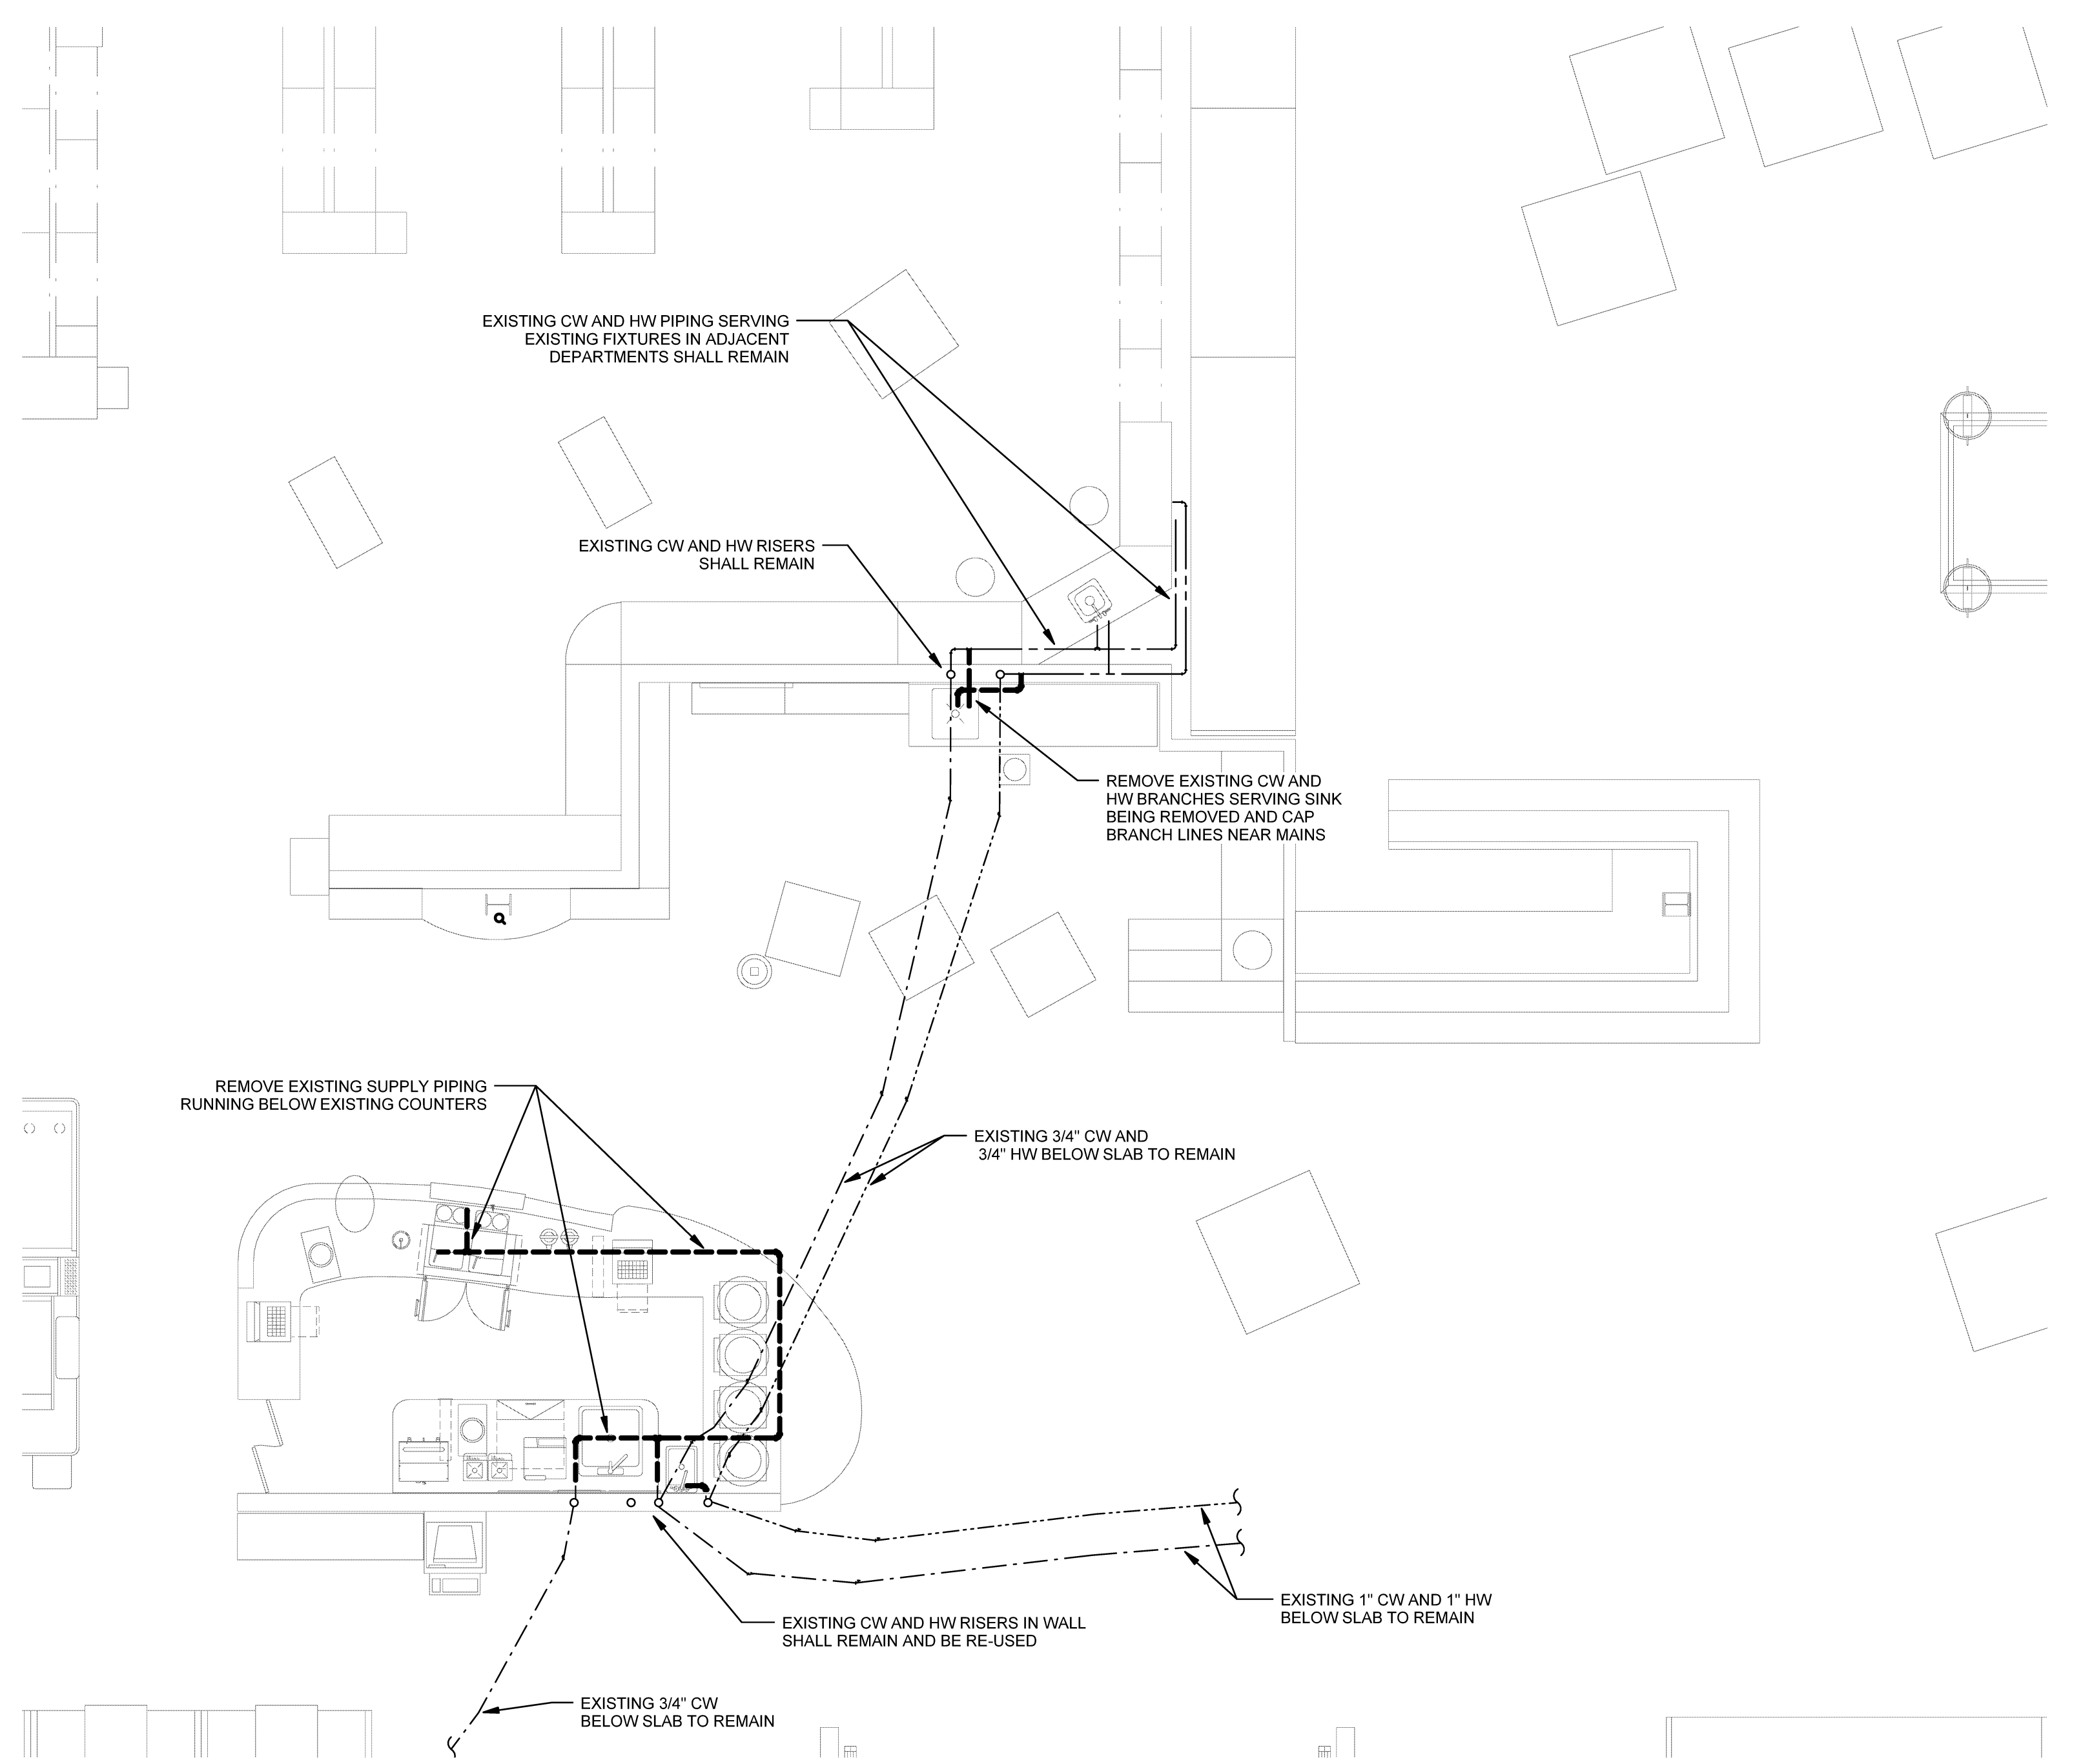 EXISTING CW AND HW PIPING SERVING
EXISTING FIXTURES IN ADJACENT
DEPARTMENTS SHALL REMAIN
EXISTING CW AND HW RISERS
SHALL REMAIN
REMOVE EXISTING CW AND
HW BRANCHES SERVING SINK
BEING REMOVED AND CAP
BRANCH LINES NEAR MAINS
REMOVE EXISTING SUPPLY PIPING
RUNNING BELOW EXISTING COUNTERS
EXISTING 3/4" CW AND
3/4" HW BELOW SLAB TO REMAIN
EXISTING 1" CW AND 1" HW
BELOW SLAB TO REMAIN
EXISTING CW AND HW RISERS IN WALL
SHALL REMAIN AND BE RE-USED
EXISTING 3/4" CW
BELOW SLAB TO REMAIN